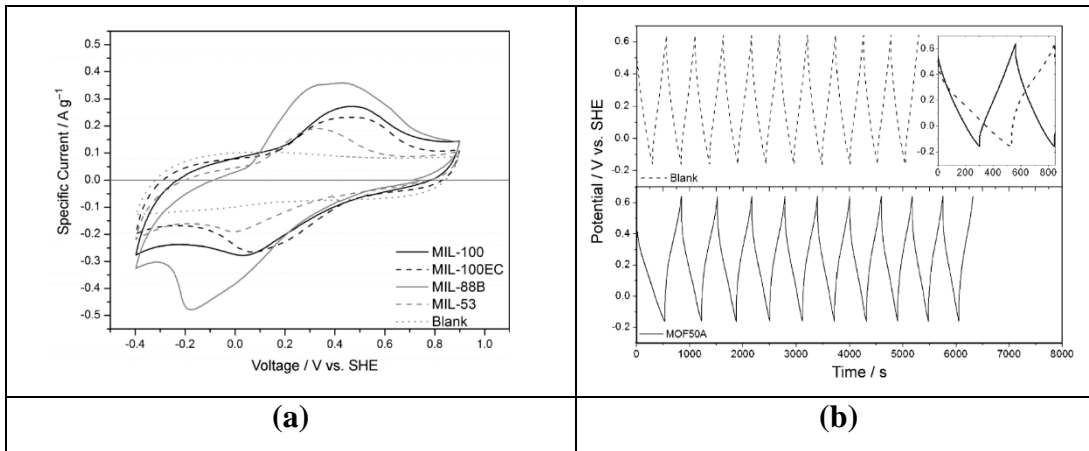 0.5
0.4
0.3
0.2
0.1
0.0
-0.1
-0.2
-0.3
-0.4
-0.5
Specific Current / A g⁻¹
MIL-100
MIL-100EC
MIL-88B
MIL-53
Blank
-0.4 -0.2 0.0 0.2 0.4 0.6 0.8 1.0
Voltage / V vs. SHE
(a)
Potential / V vs. SHE
0.6
0.4
0.2
0.0
-0.2
Blank
0.6
0.4
0.2
0.0
-0.2
0 200 400 600 800
0.6
0.4
0.2
0.0
-0.2
MOF50A
0 1000 2000 3000 4000 5000 6000 7000 8000
Time / s
(b)